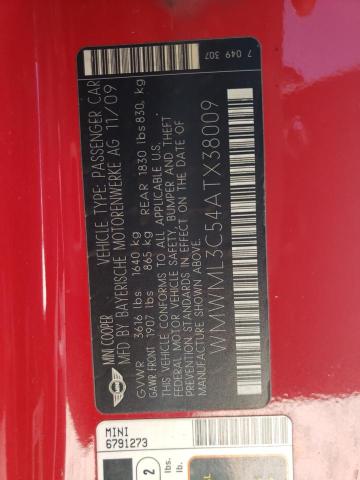 MINI COOPER
VEHICLE TYPE: PASSENGER CAR
MFD BY BAYERISCHE MOTORENWERKE AG 11/09
GVWR 3616 lbs 1640 kg
GAWR FRONT 1907 lbs 865 kg REAR 1830 lbs830, kg
THIS VEHICLE CONFORMS TO ALL APPLICABLE U.S.
FEDERAL MOTOR VEHICLE SAFETY, BUMPER AND THEFT
PREVENTION STANDARDS IN EFFECT ON THE DATE
OF MANUFACTURE SHOWN ABOVE.
WMWML3C54ATX38009
7 049 307
MINI
6791273
2
lbs.
lb.